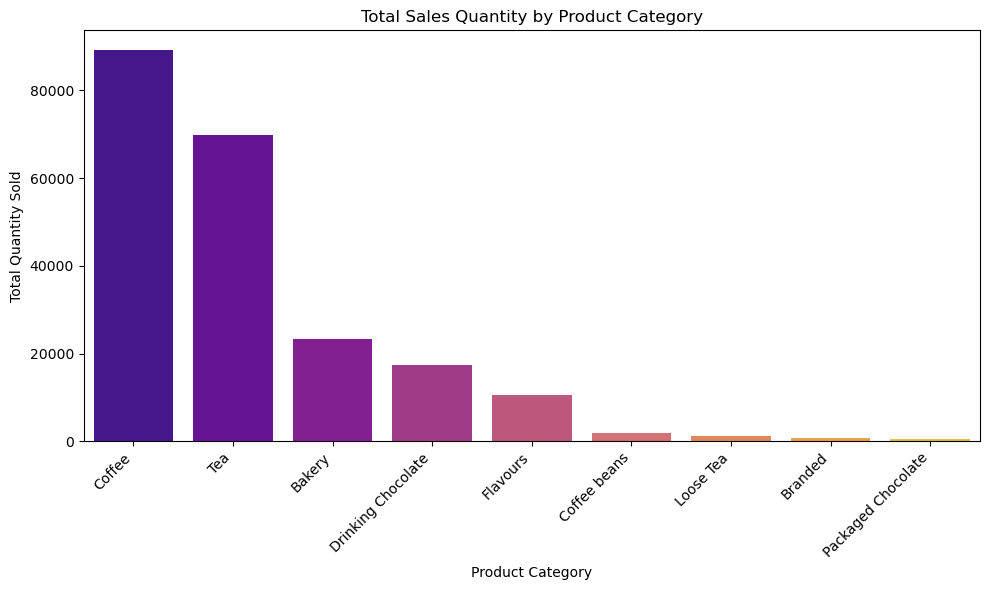 Total Sales Quantity by Product Category
Total Quantity Sold
80000
60000
40000
20000
0
Coffee
Tea
Bakery
Drinking Chocolate
Flavours
Coffee beans
Loose Tea
Branded
Packaged Chocolate
Product Category